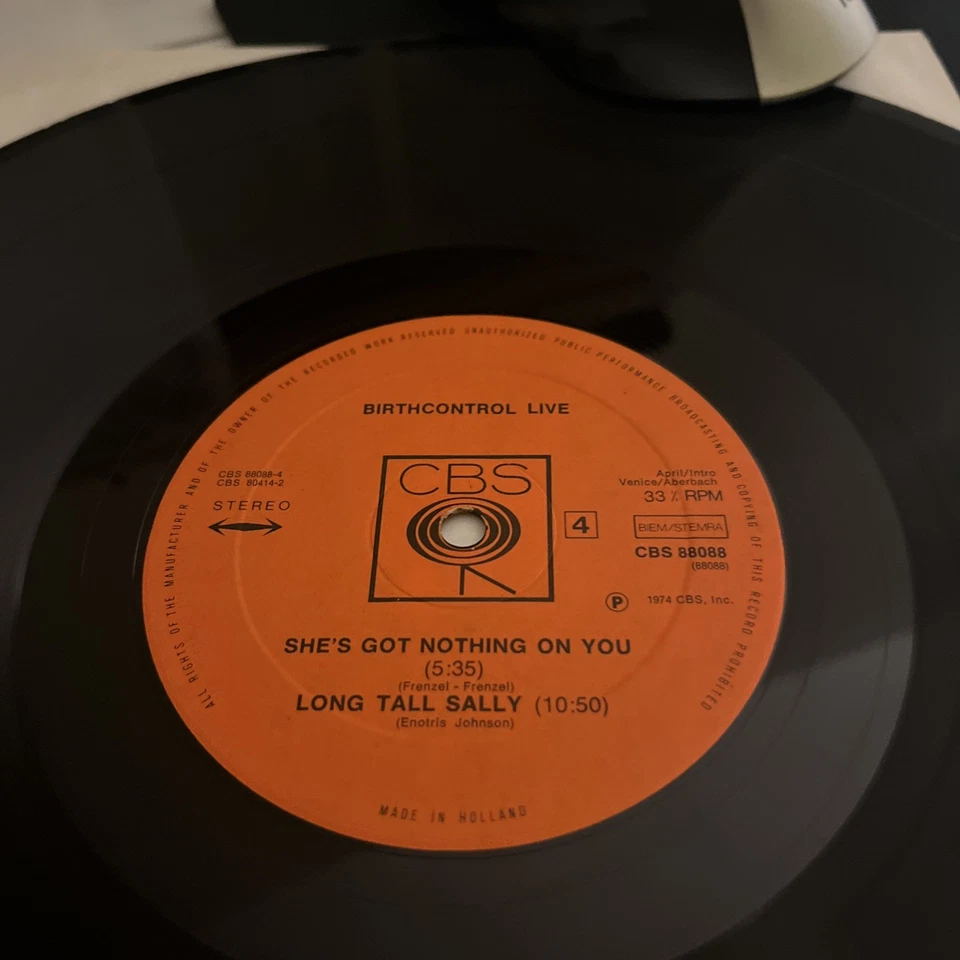 BIRTHCONTROL LIVE
CBS 88088-4
CBS 80414-2
STEREO
CBS
4
April/Intro
Venice/Aberbach
33 ⅓ RPM
BIEM/STEMRA
CBS 88088
(88088)
P 1974 CBS, Inc.
SHE'S GOT NOTHING ON YOU
(5:35)
(Frenzel - Frenzel)
LONG TALL SALLY (10:50)
(Enotris Johnson)
MADE IN HOLLAND
ALL RIGHTS OF THE MANUFACTURER AND OF THE OWNER OF THE RECORDED WORK RESERVED UNAUTHORIZED PUBLIC PERFORMANCE BROADCASTING AND COPYING OF THIS RECORD PROHIBITED